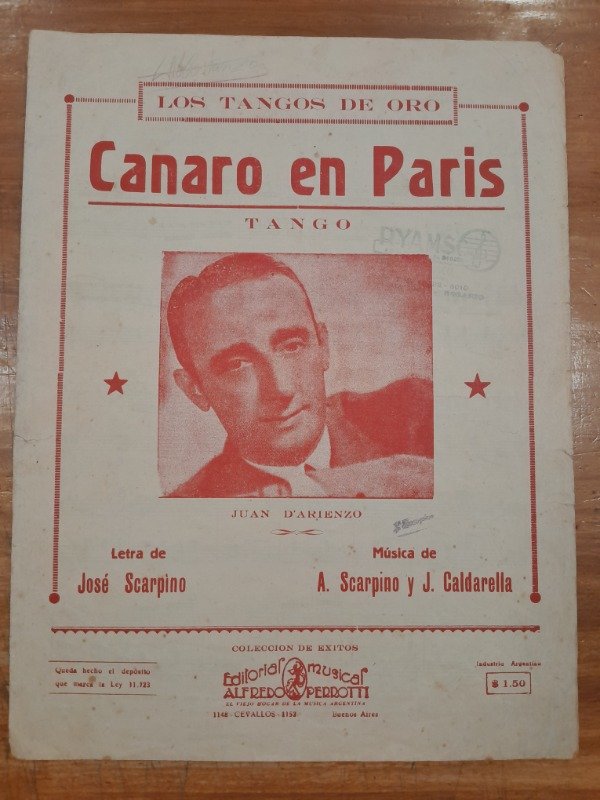 LOS TANGOS DE ORO
Canaro en Paris
TANGO
JUAN D'ARIENZO
Letra de
José Scarpino
Música de
A. Scarpino y J. Caldarella
COLECCION DE EXITOS
Queda hecho el depósito
que marca la Ley 11.723
Editorial Musical
ALFREDO PERROTTI
EL VIEJO HOGAR DE LA MUSICA ARGENTINA
1148 - CEVALLOS - 1152 Buenos Aires
Industria Argentina
$ 1.50